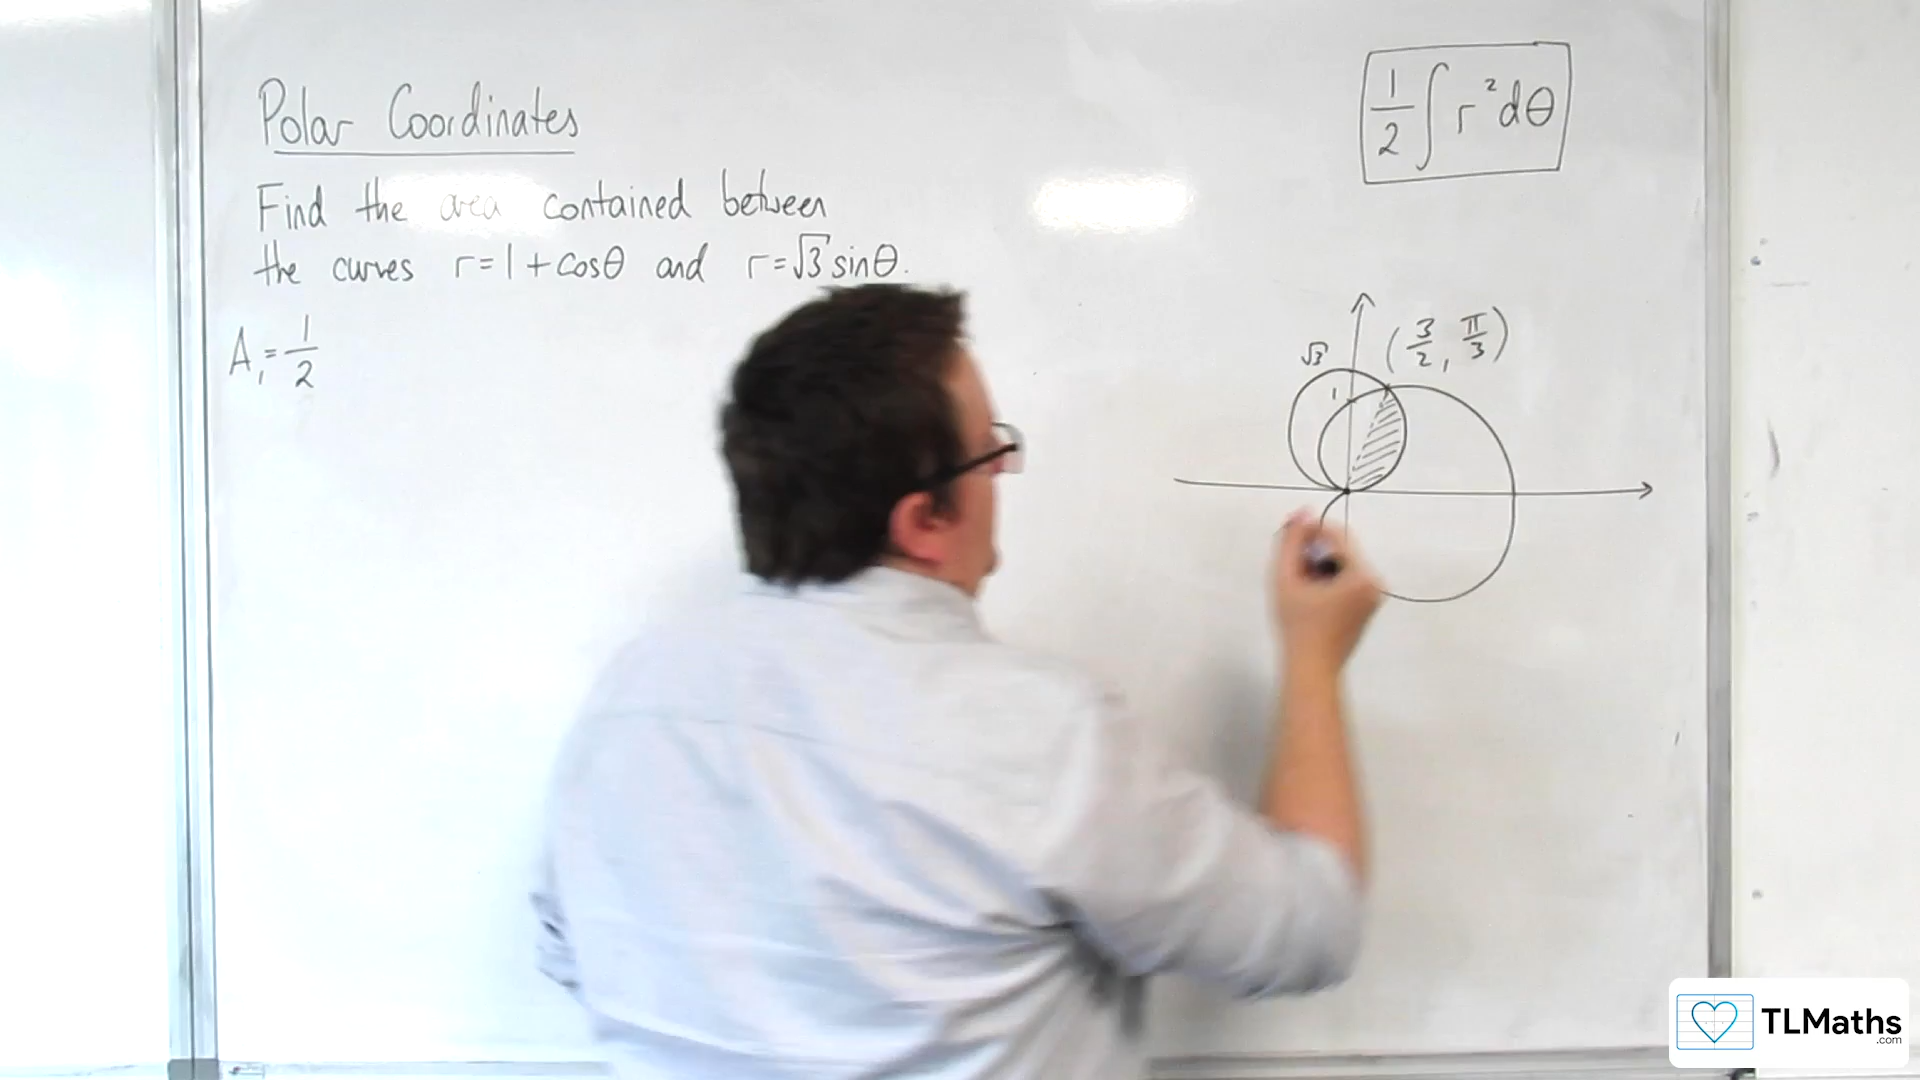 Polar Coordinates
Find the area contained between
the curves r=1+cosθ and r=√3 sinθ.
A₁=1/2
1/2 ∫ r² dθ
√3
(3/2, π/3)
1
TLMaths
.com